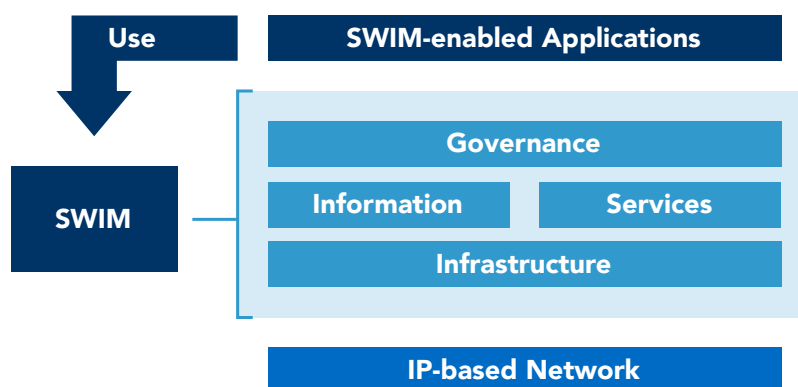 Use
SWIM-enabled Applications
Governance
Information
Services
SWIM
Infrastructure
IP-based Network